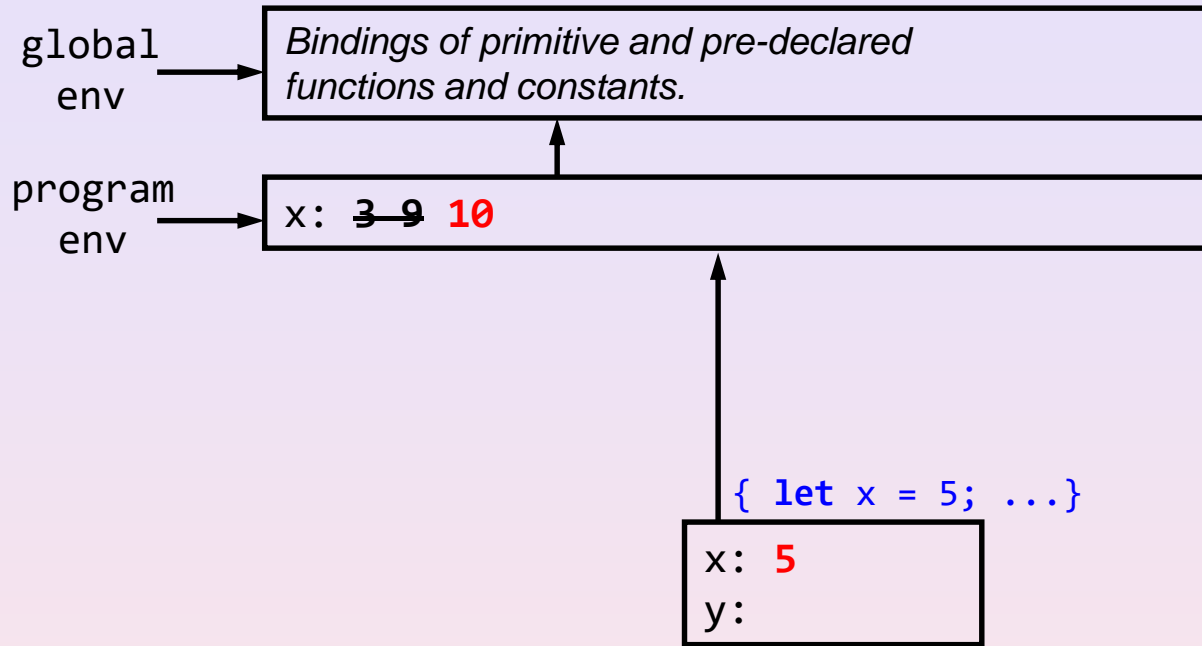 global
env
Bindings of primitive and pre-declared
functions and constants.
program
env
x: 3 9 10
{ let x = 5; ...}
x: 5
y: